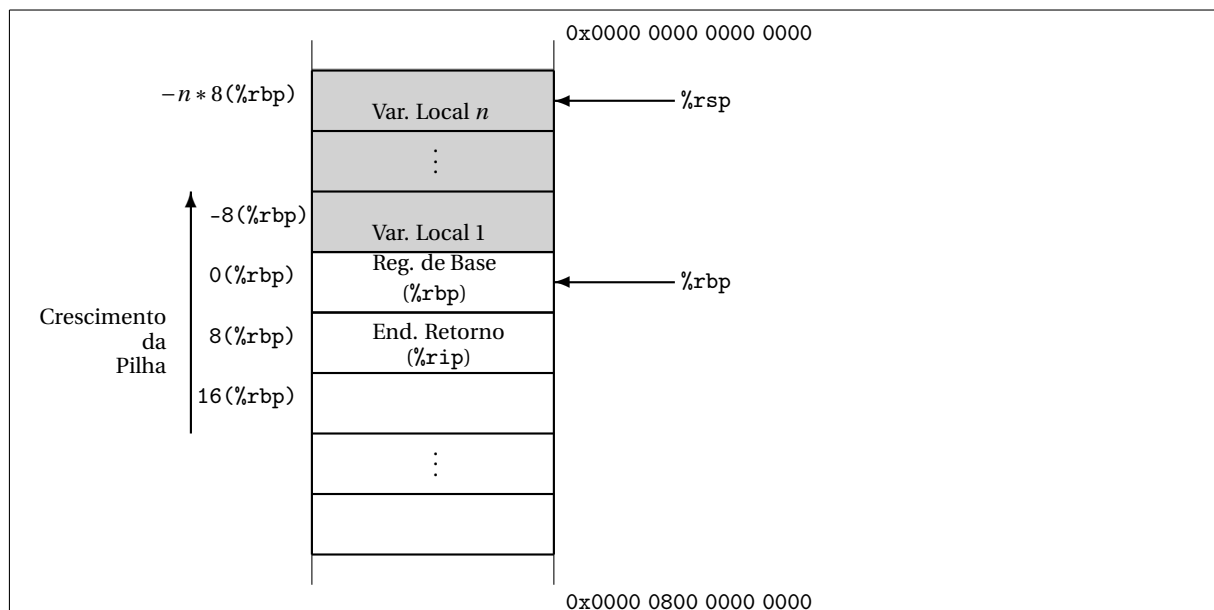 0x0000 0000 0000 0000
−n ∗ 8(%rbp)
Var. Local n
%rsp
⋮
-8(%rbp)
Var. Local 1
0(%rbp)
Reg. de Base
(%rbp)
%rbp
Crescimento
da
Pilha
8(%rbp)
End. Retorno
(%rip)
16(%rbp)
⋮
0x0000 0800 0000 0000